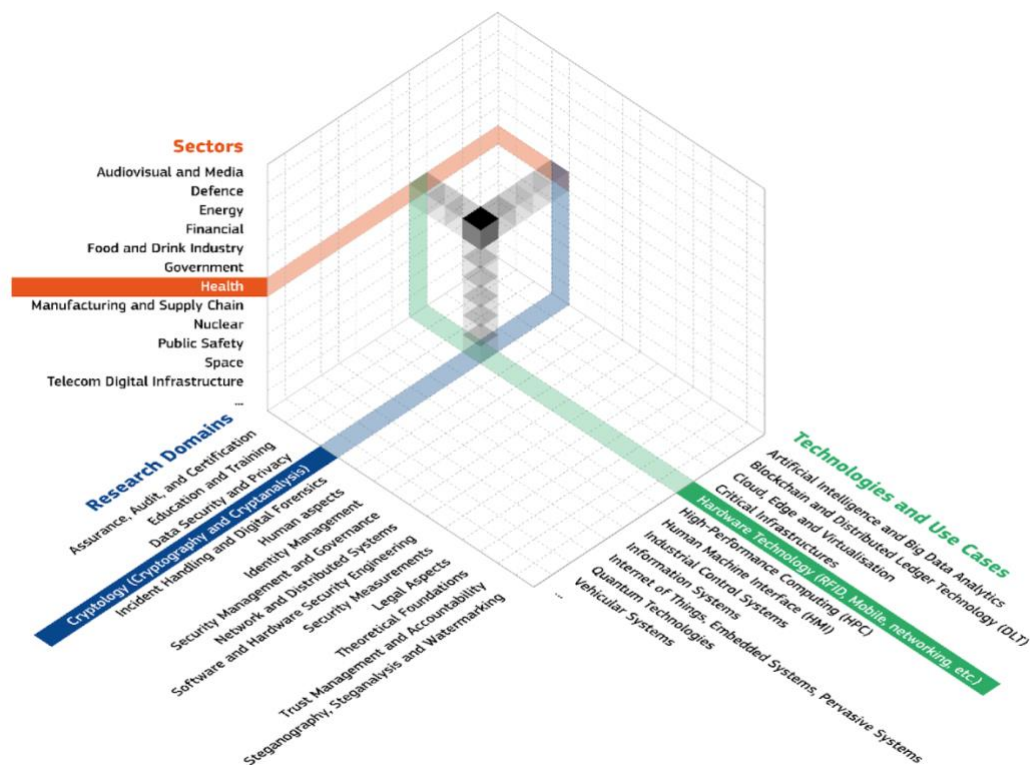 Sectors
Audiovisual and Media
Defence
Energy
Financial
Food and Drink Industry
Government
Health
Manufacturing and Supply Chain
Nuclear
Public Safety
Space
Telecom Digital Infrastructure
...
Research Domains
Assurance, Audit, and Certification
Education and Training
Data Security and Privacy
Cryptology (Cryptography and Cryptanalysis)
Incident Handling and Digital Forensics
Human aspects
Identity Management
Security Management and Governance
Network and Distributed Systems
Software and Hardware Security Engineering
Security Measurements
Legal Aspects
Theoretical Foundations
Trust Management and Accountability
Steganography, Steganalysis and Watermarking
Technologies and Use Cases
Artificial Intelligence and Big Data Analytics
Blockchain and Distributed Ledger Technology (DLT)
Cloud, Edge and Virtualisation
Critical Infrastructures
Hardware Technology (RFID, Mobile, networking, etc.)
High-Performance Computing (HPC)
Human Machine Interface (HMI)
Industrial Control Systems
Information Systems
Internet of Things, Embedded Systems, Pervasive Systems
Quantum Technologies
Vehicular Systems
...